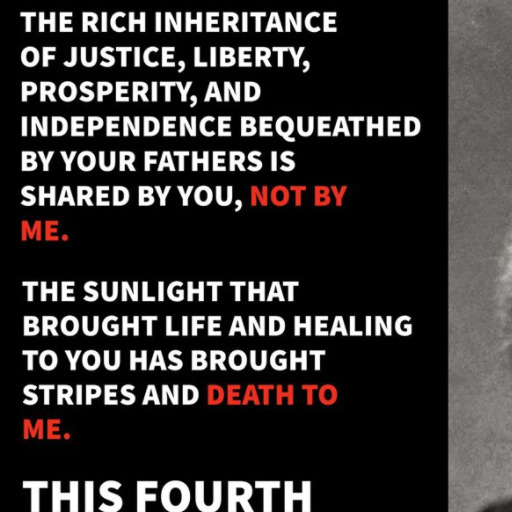 THE RICH INHERITANCE
OF JUSTICE, LIBERTY,
PROSPERITY, AND
INDEPENDENCE BEQUEATHED
BY YOUR FATHERS IS
SHARED BY YOU, NOT BY
ME.
THE SUNLIGHT THAT
BROUGHT LIFE AND HEALING
TO YOU HAS BROUGHT
STRIPES AND DEATH TO
ME.
THIS FOURTH